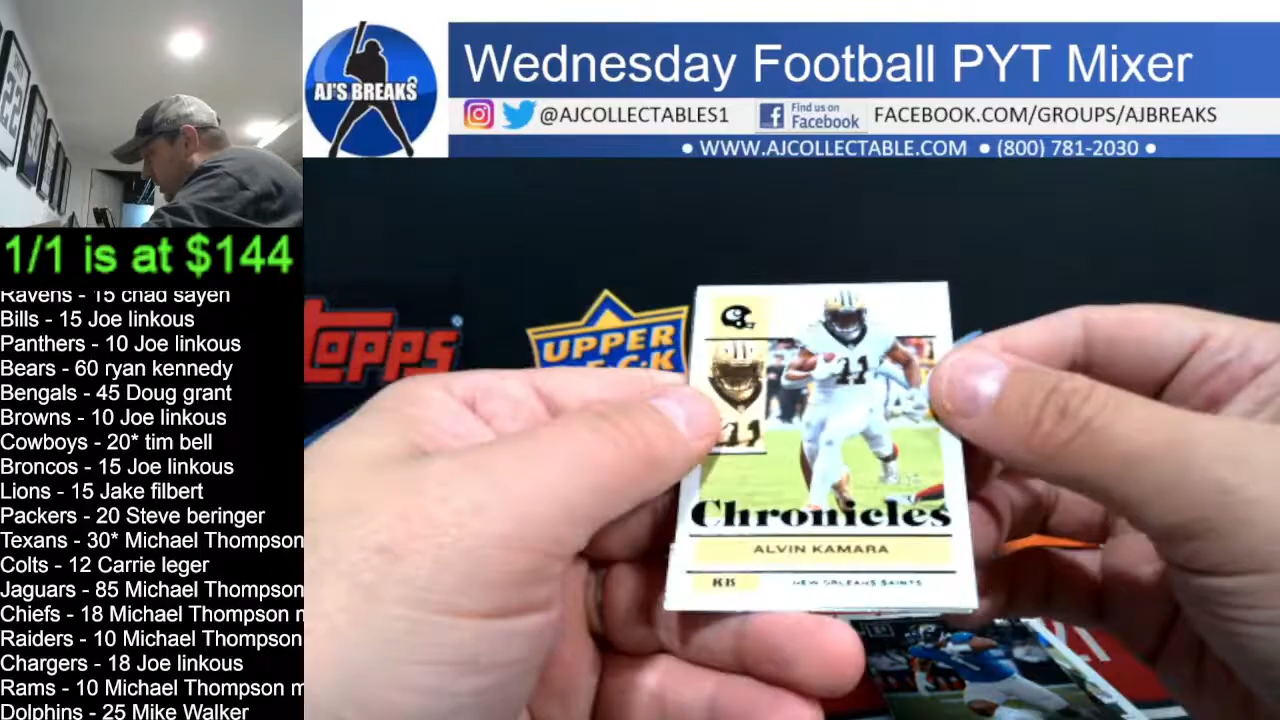 Wednesday Football PYT Mixer
AJ'S BREAKS
@AJCOLLECTABLES1
Find us on
Facebook
FACEBOOK.COM/GROUPS/AJBREAKS
• WWW.AJCOLLECTABLE.COM • (800) 781-2030 •
1/1 is at $144
Ravens - 15 chad sayen
Bills - 15 Joe linkous
Panthers - 10 Joe linkous
Bears - 60 ryan kennedy
Bengals - 45 Doug grant
Browns - 10 Joe linkous
Cowboys - 20* tim bell
Broncos - 15 Joe linkous
Lions - 15 Jake filbert
Packers - 20 Steve beringer
Texans - 30* Michael Thompson
Colts - 12 Carrie leger
Jaguars - 85 Michael Thompson
Chiefs - 18 Michael Thompson
Raiders - 10 Michael Thompson
Chargers - 18 Joe linkous
Rams - 10 Michael Thompson
Dolphins - 25 Mike Walker
Topps
UPPER
Chronicles
ALVIN KAMARA
RB
NEW ORLEANS SAINTS